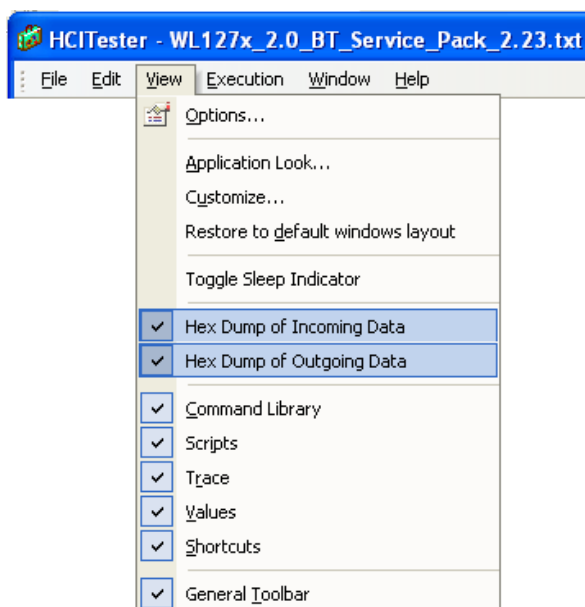 HCITester - WL127x_2.0_BT_Service_Pack_2.23.txt
File Edit View Execution Window Help
Options...
Application Look...
Customize...
Restore to default windows layout
Toggle Sleep Indicator
Hex Dump of Incoming Data
Hex Dump of Outgoing Data
Command Library
Scripts
Trace
Values
Shortcuts
General Toolbar